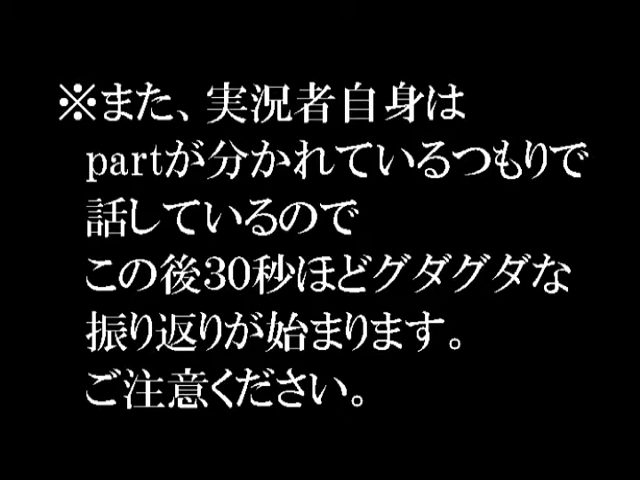 ※また、実況者自身は
partが分かれているつもりで
話しているので
この後30秒ほどグダグダな
振り返りが始まります。
ご注意ください。